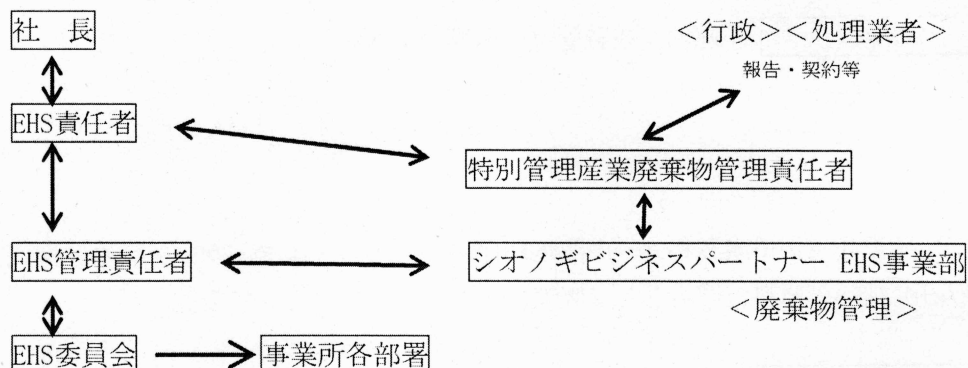 社　長
＜行政＞＜処理業者＞
報告・契約等
EHS責任者
特別管理産業廃棄物管理責任者
EHS管理責任者
シオノギビジネスパートナー EHS事業部
＜廃棄物管理＞
EHS委員会
事業所各部署